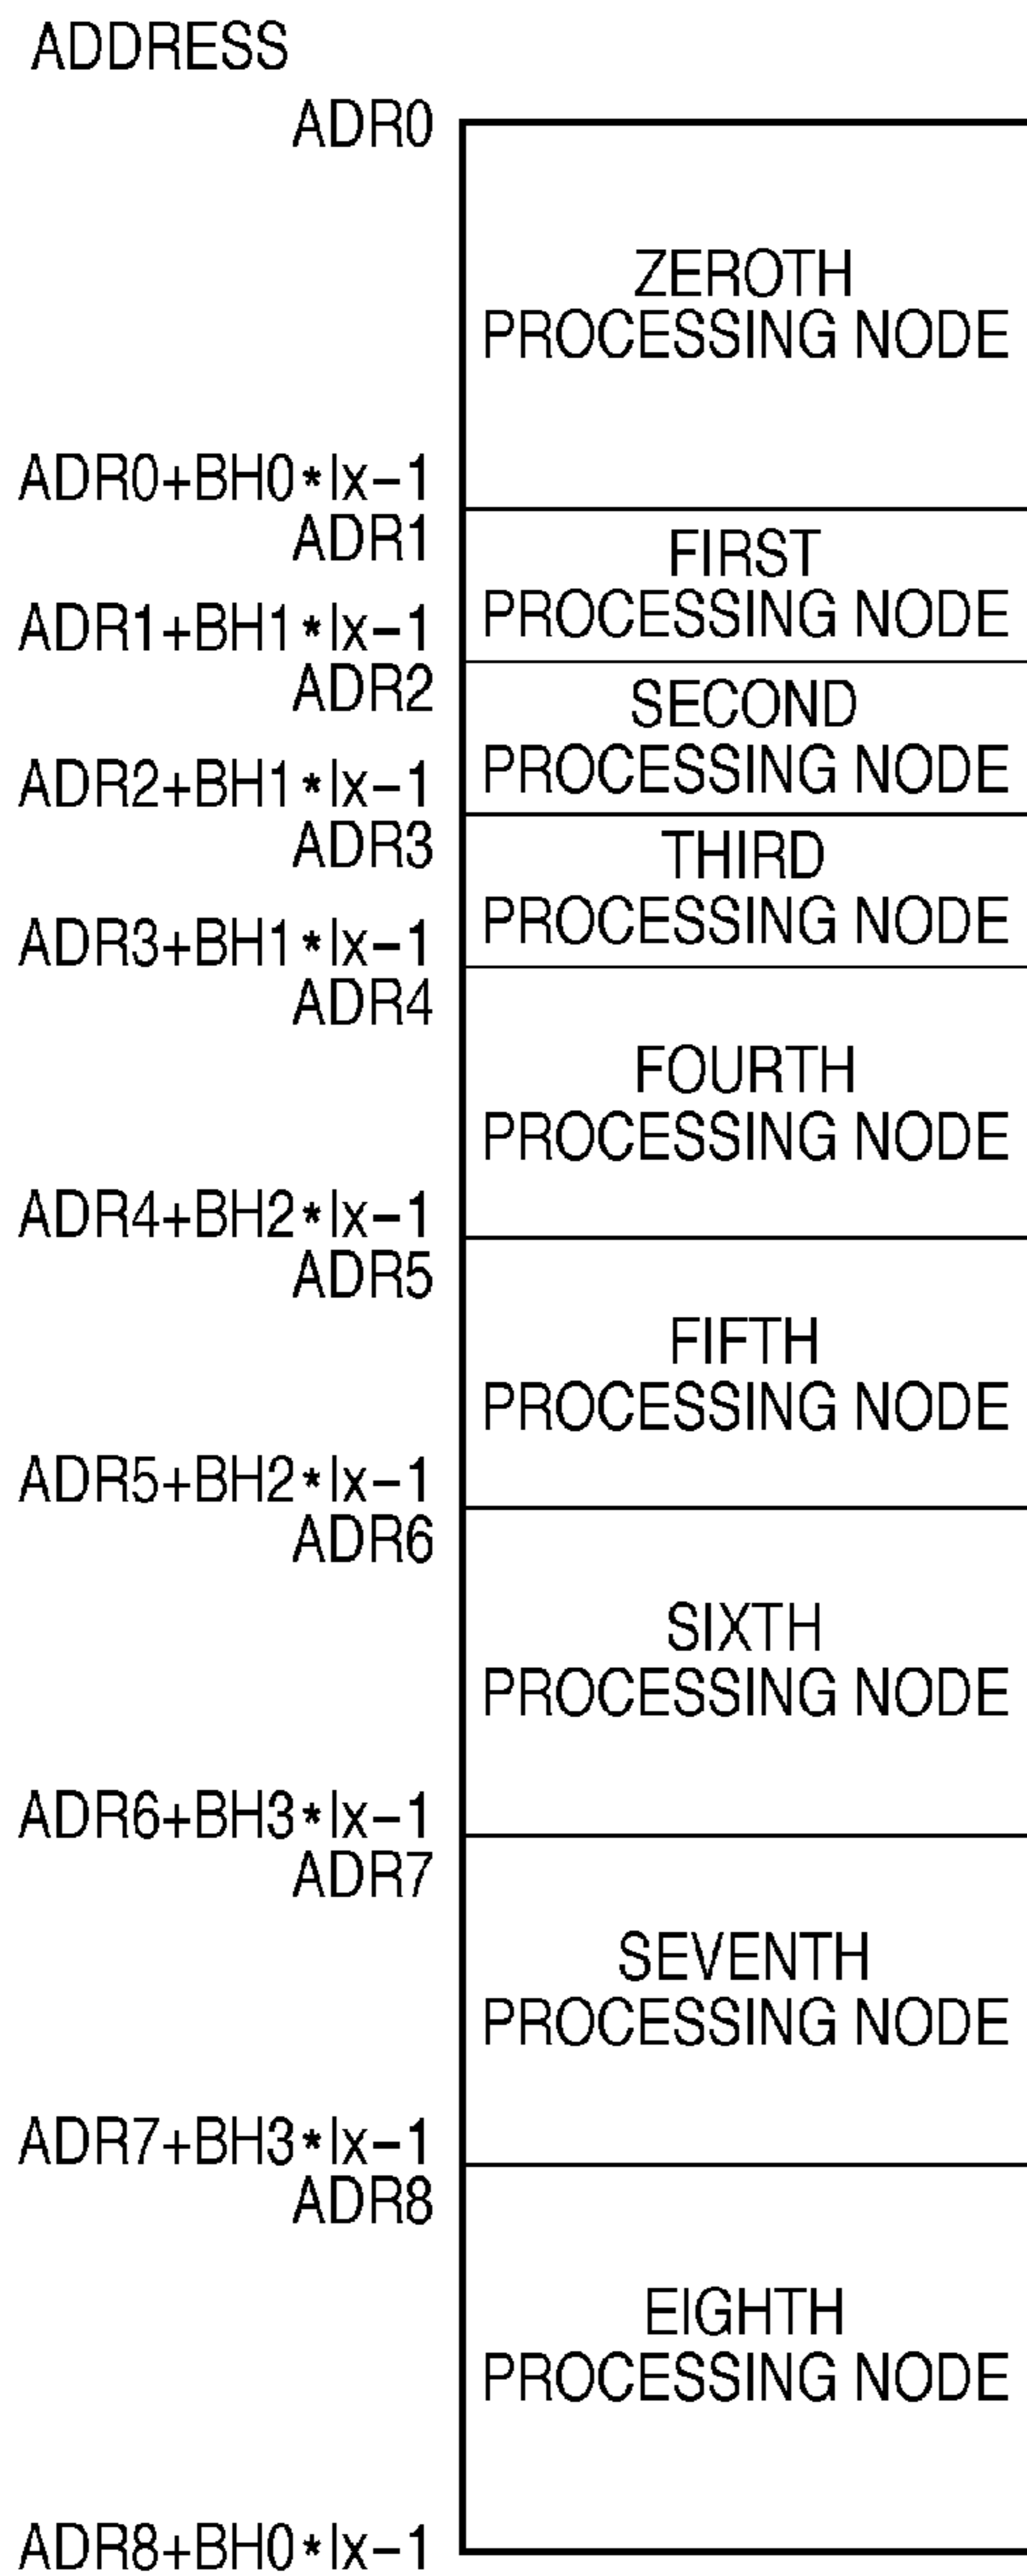 ADDRESS
ADR0
ZEROTH
PROCESSING NODE
ADR0+BH0*Ix-1
ADR1
FIRST
PROCESSING NODE
ADR1+BH1*Ix-1
ADR2
SECOND
PROCESSING NODE
ADR2+BH1*Ix-1
ADR3
THIRD
PROCESSING NODE
ADR3+BH1*Ix-1
ADR4
FOURTH
PROCESSING NODE
ADR4+BH2*Ix-1
ADR5
FIFTH
PROCESSING NODE
ADR5+BH2*Ix-1
ADR6
SIXTH
PROCESSING NODE
ADR6+BH3*Ix-1
ADR7
SEVENTH
PROCESSING NODE
ADR7+BH3*Ix-1
ADR8
EIGHTH
PROCESSING NODE
ADR8+BH0*Ix-1